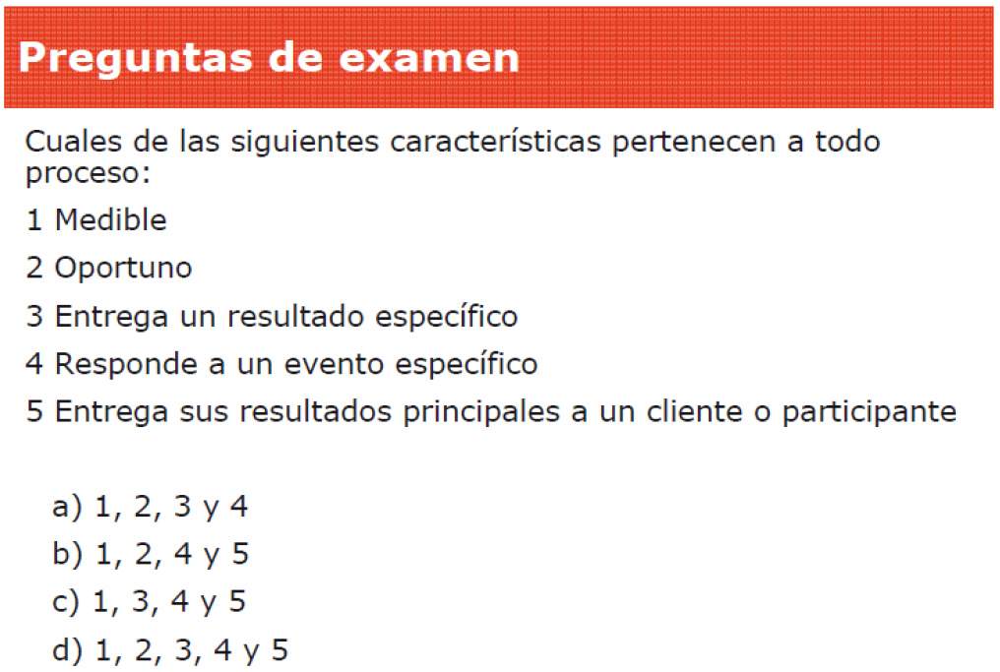 Preguntas de examen
Cuales de las siguientes características pertenecen a todo
proceso:
1 Medible
2 Oportuno
3 Entrega un resultado específico
4 Responde a un evento específico
5 Entrega sus resultados principales a un cliente o participante
a) 1, 2, 3 y 4
b) 1, 2, 4 y 5
c) 1, 3, 4 y 5
d) 1, 2, 3, 4 y 5